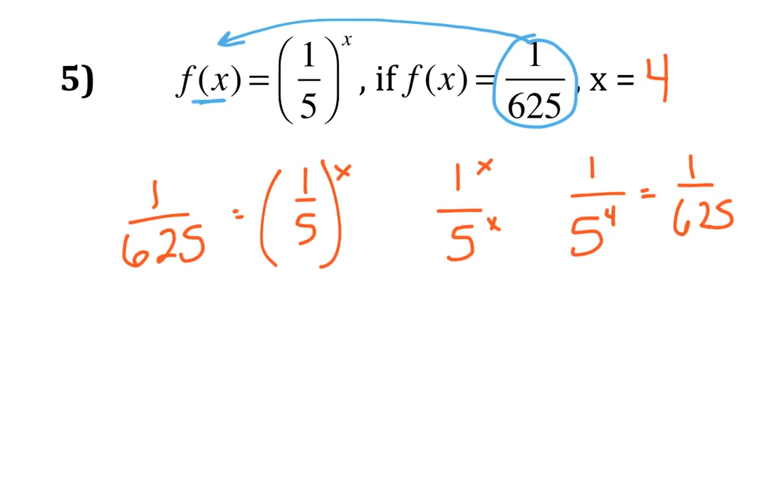 5) f(x) = (1/5)^x, if f(x) = 1/625, x = 4
1/625 = (1/5)^x   1^x/5^x   1/5^4 = 1/625